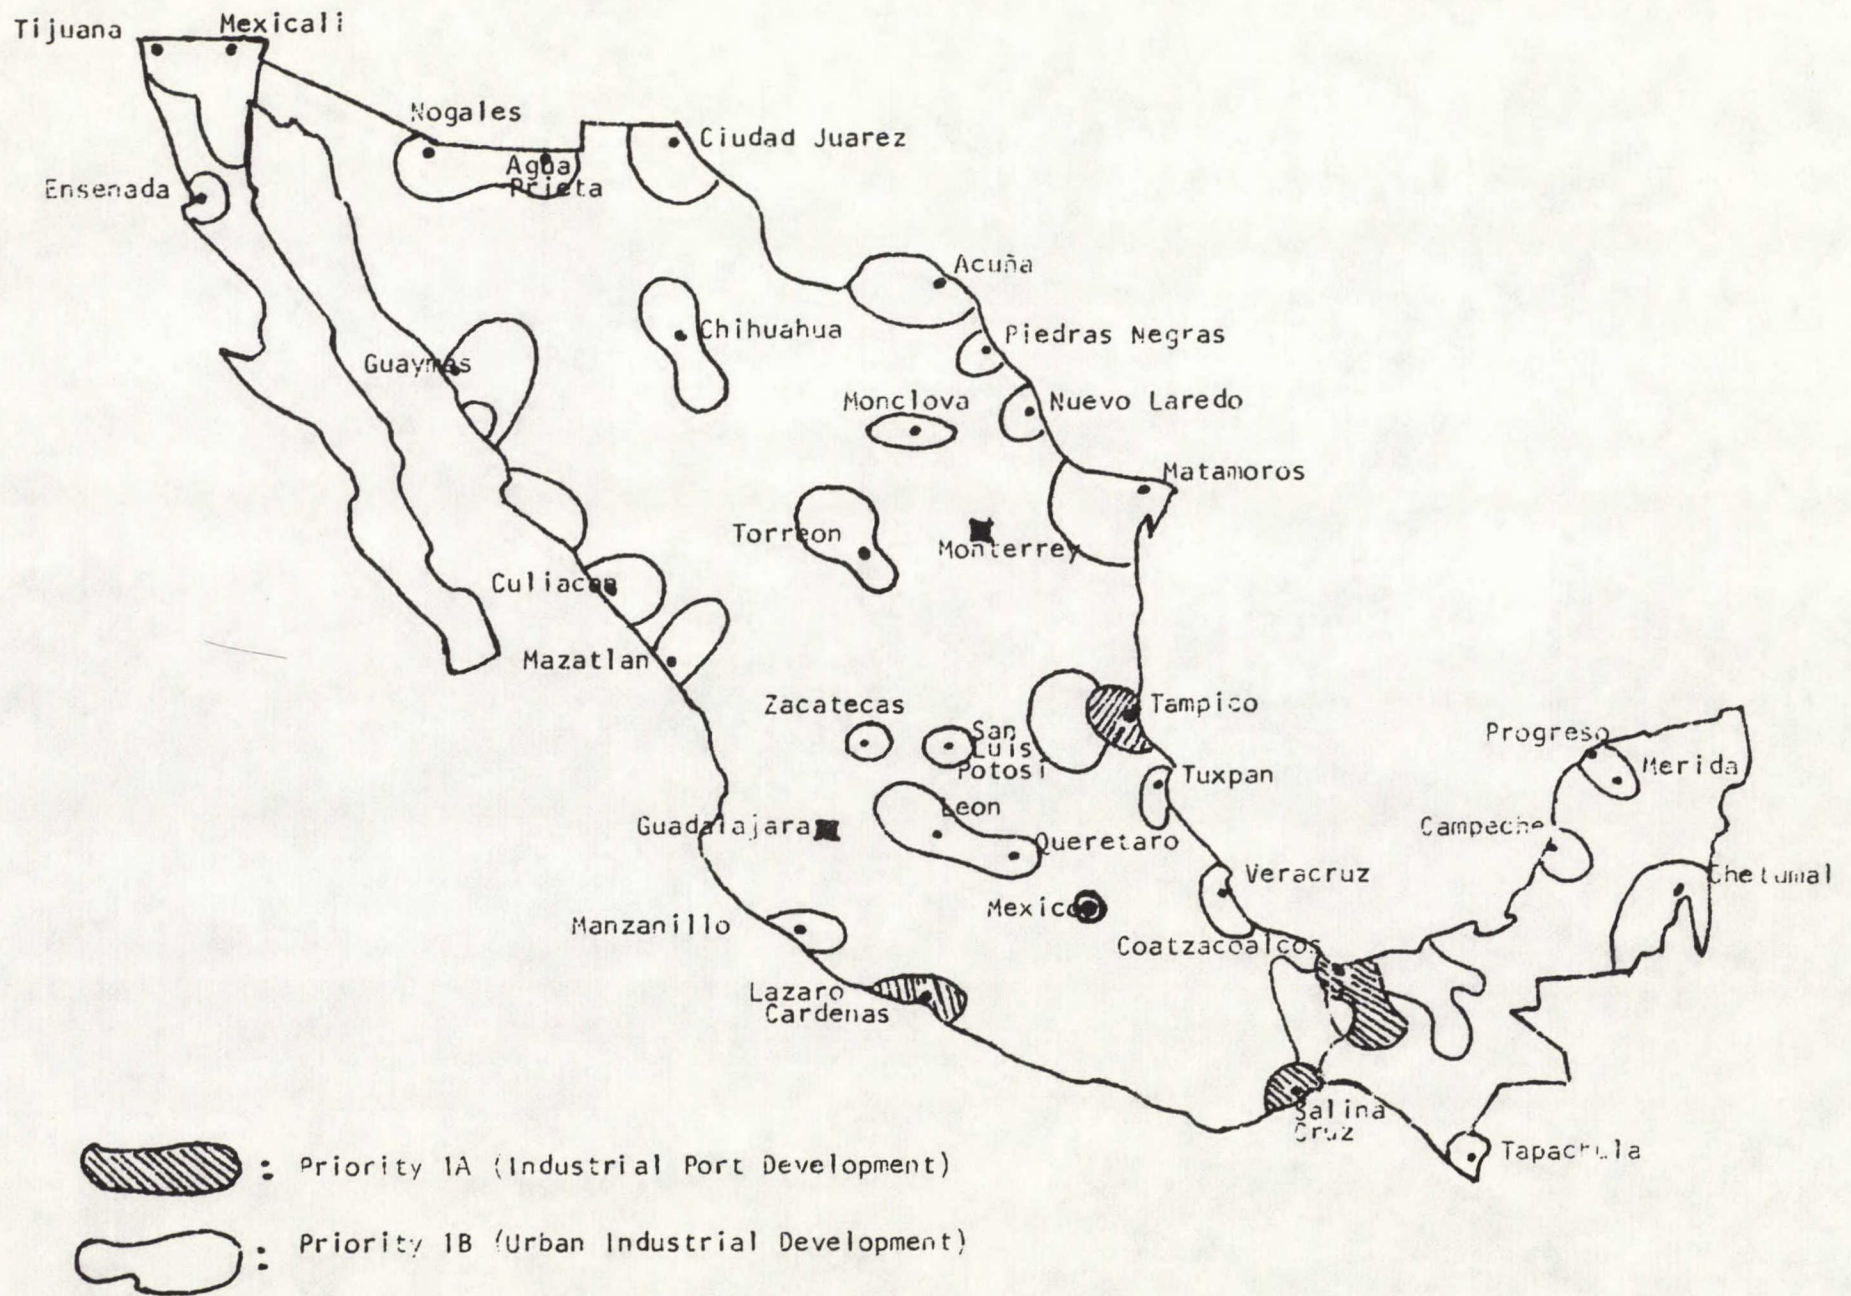 Tijuana
Mexicali
Nogales
Agua
Prieta
Ciudad Juarez
Ensenada
Acuña
Chihuahua
Piedras Negras
Guaymas
Monclova
Nuevo Laredo
Matamoros
Torreon
Monterrey
Culiacan
Mazatlan
Zacatecas
San
Luis
Potosi
Tampico
Progreso
Merida
Tuxpan
Leon
Guadalajara
Queretaro
Campeche
Veracruz
Chetumal
Mexico
Manzanillo
Coatzacoalcos
Lazaro
Cardenas
Salina
Cruz
Tapachula
: Priority 1A (Industrial Port Development)
: Priority 1B (Urban Industrial Development)